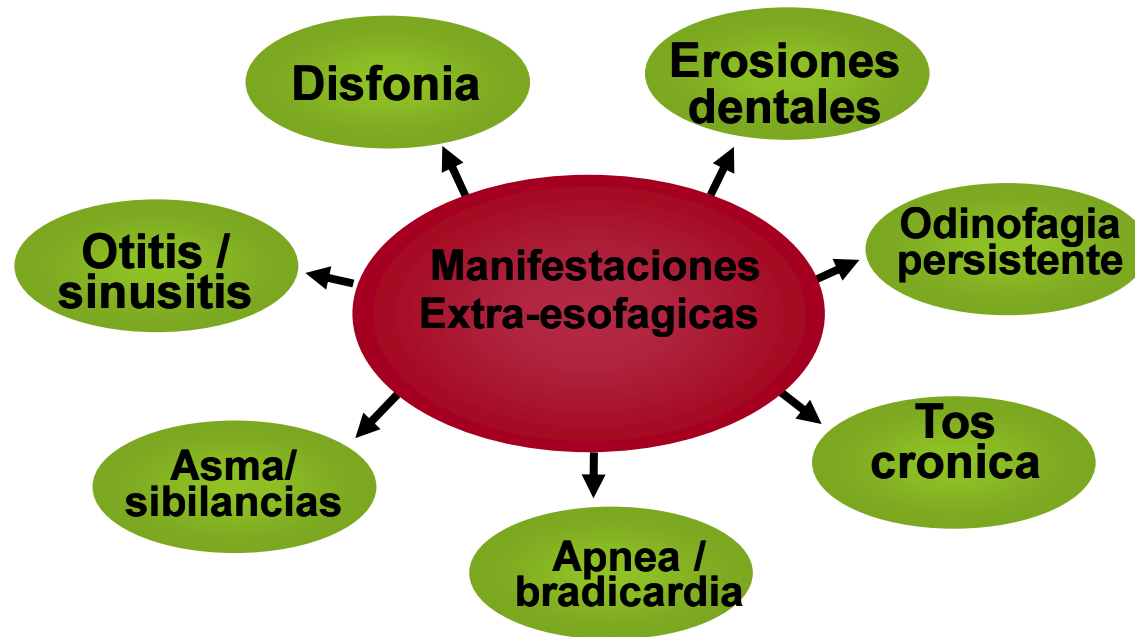 Disfonia
Erosiones
dentales
Otitis /
sinusitis
Manifestaciones
Extra-esofagicas
Odinofagia
persistente
Asma/
sibilancias
Tos
cronica
Apnea /
bradicardia